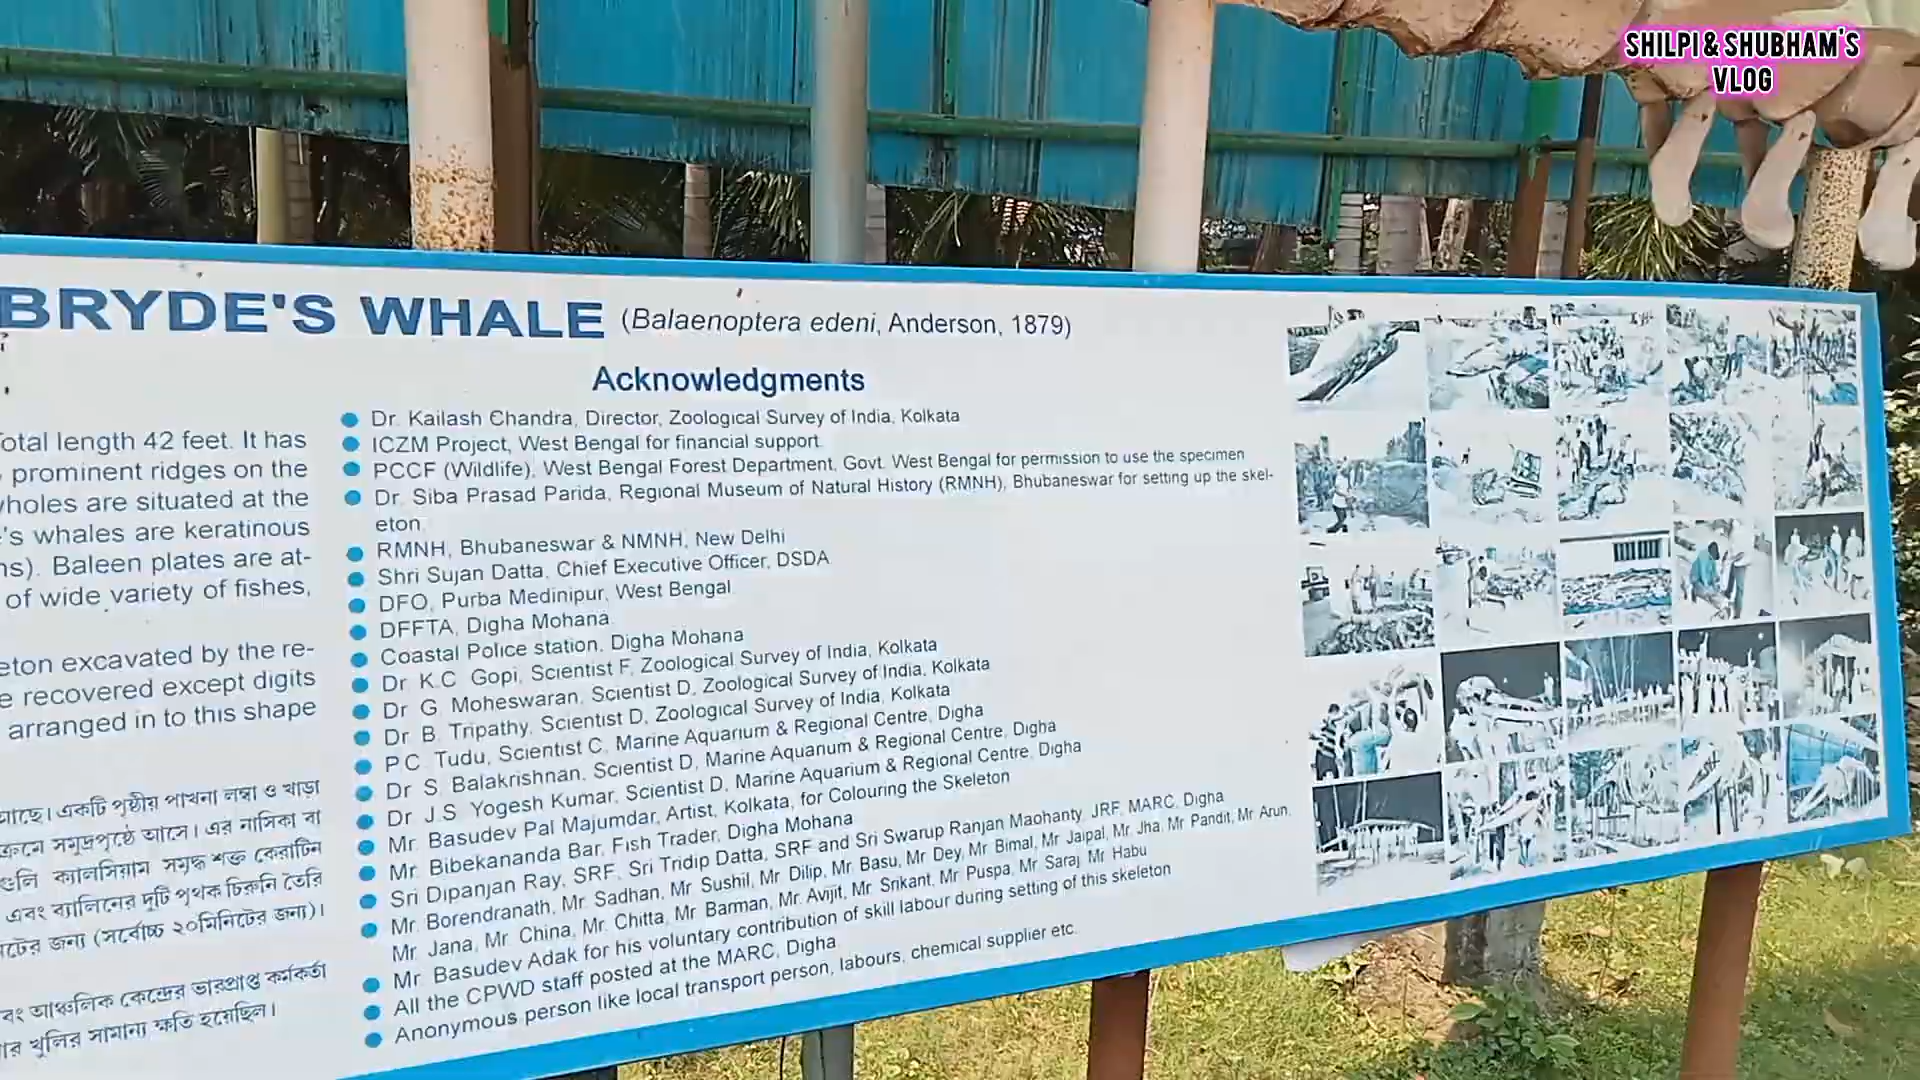 SHILPI & SHUBHAM'S
VLOG
BRYDE'S WHALE (Balaenoptera edeni, Anderson, 1879)
otal length 42 feet. It has
prominent ridges on the
holes are situated at the
's whales are keratinous
ns). Baleen plates are at-
of wide variety of fishes,
eton excavated by the re-
e recovered except digits
arranged in to this shape
আছে। একটি পৃষ্ঠীয় পাখনা লম্বা ও খাড়া
ক্রমে সমুদ্রপৃষ্ঠে আসে। এর নাসিকা বা
গুলি ক্যালসিয়াম সমৃদ্ধ শক্ত কেরাটিন
এবং ব্যালিনের দুটি পৃথক চিরুনি তৈরি
টের জন্য (সর্বোচ্চ ২০মিনিটের জন্য)।
বং আঞ্চলিক কেন্দ্রের ভারপ্রাপ্ত কর্মকর্তা
ার খুলির সামান্য ক্ষতি হয়েছিল।
Acknowledgments
Dr. Kailash Chandra, Director, Zoological Survey of India, Kolkata
ICZM Project, West Bengal for financial support.
PCCF (Wildlife), West Bengal Forest Department, Govt. West Bengal for permission to use the specimen
Dr. Siba Prasad Parida, Regional Museum of Natural History (RMNH), Bhubaneswar for setting up the skel-
eton.
RMNH, Bhubaneswar & NMNH, New Delhi
Shri Sujan Datta, Chief Executive Officer, DSDA
DFO, Purba Medinipur, West Bengal
DFFTA, Digha Mohana.
Coastal Police station, Digha Mohana
Dr. K.C. Gopi, Scientist F, Zoological Survey of India, Kolkata
Dr. G. Moheswaran, Scientist D, Zoological Survey of India, Kolkata
Dr. B. Tripathy, Scientist D, Zoological Survey of India, Kolkata
P.C. Tudu, Scientist C, Marine Aquarium & Regional Centre, Digha
Dr. S. Balakrishnan, Scientist D, Marine Aquarium & Regional Centre, Digha
Dr. J.S. Yogesh Kumar, Scientist D, Marine Aquarium & Regional Centre, Digha
Mr. Basudev Pal Majumdar, Artist, Kolkata, for Colouring the Skeleton
Mr. Bibekananda Bar, Fish Trader, Digha Mohana
Sri Dipanjan Ray, SRF, Sri Tridip Datta, SRF and Sri Swarup Ranjan Maohanty, JRF, MARC, Digha
Mr. Borendranath, Mr. Sadhan, Mr. Sushil, Mr. Dilip, Mr. Basu, Mr. Dey, Mr. Bimal, Mr. Jaipal, Mr. Jha, Mr. Pandit, Mr. Arun,
Mr. Jana, Mr. China, Mr. Chitta, Mr. Barman, Mr. Avijit, Mr. Srikant, Mr. Puspa, Mr. Saraj, Mr. Habu
Mr. Basudev Adak for his voluntary contribution of skill labour during setting of this skeleton
All the CPWD staff posted at the MARC, Digha.
Anonymous person like local transport person, labours, chemical supplier etc.